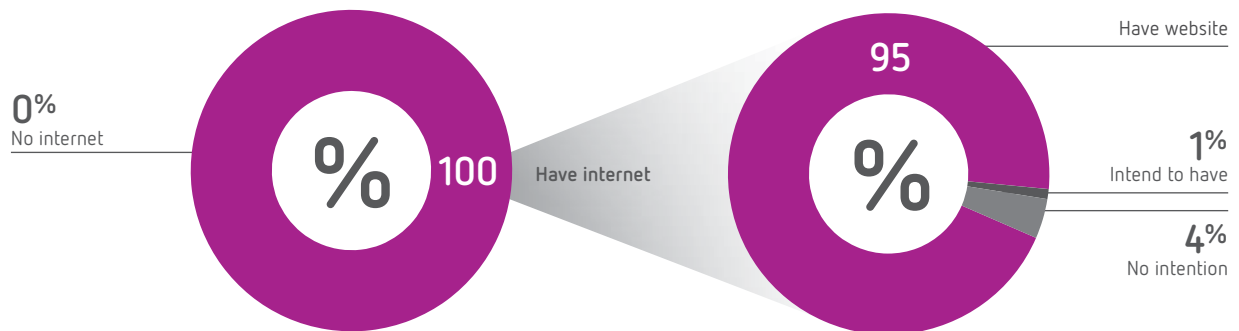 0%
No internet
%
100
Have internet
95
%
Have website
1%
Intend to have
4%
No intention